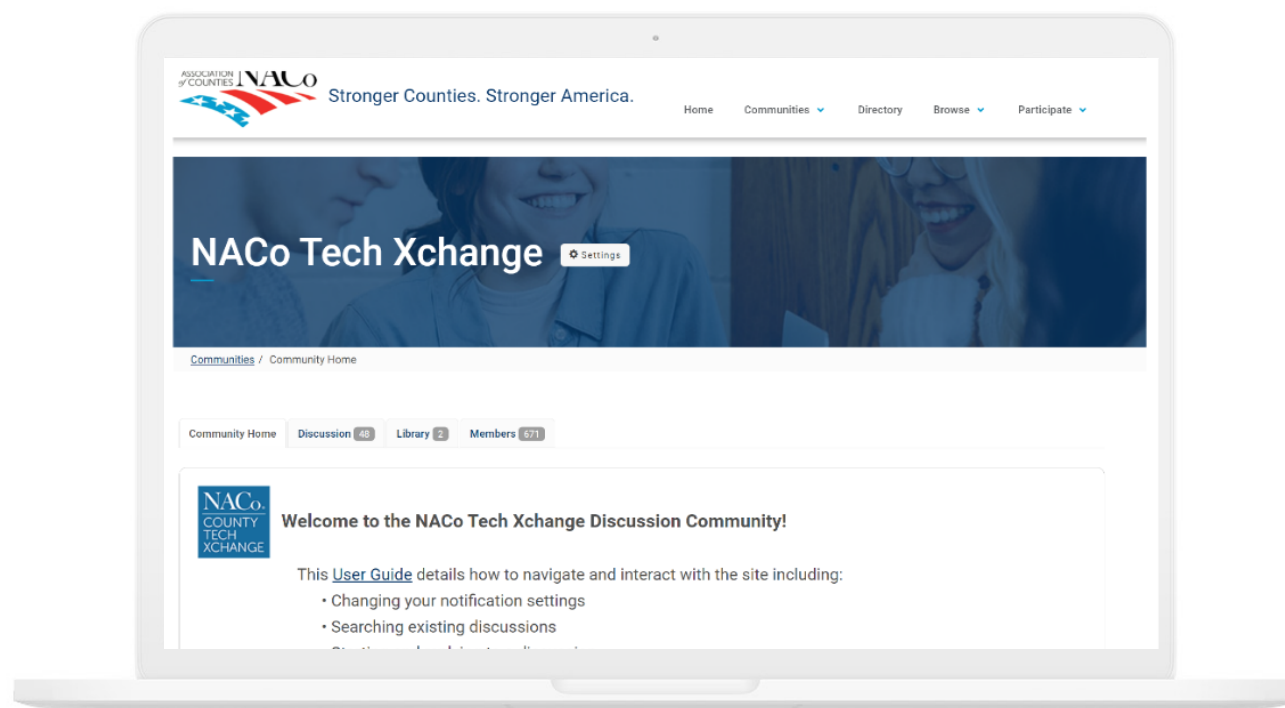 ASSOCIATION
of COUNTIES NACo
Stronger Counties. Stronger America.
Home Communities Directory Browse Participate
NACo Tech Xchange Settings
Communities / Community Home
Community Home Discussion 48 Library 2 Members 671
NACo.
COUNTY
TECH
XCHANGE
Welcome to the NACo Tech Xchange Discussion Community!
This User Guide details how to navigate and interact with the site including:
• Changing your notification settings
• Searching existing discussions